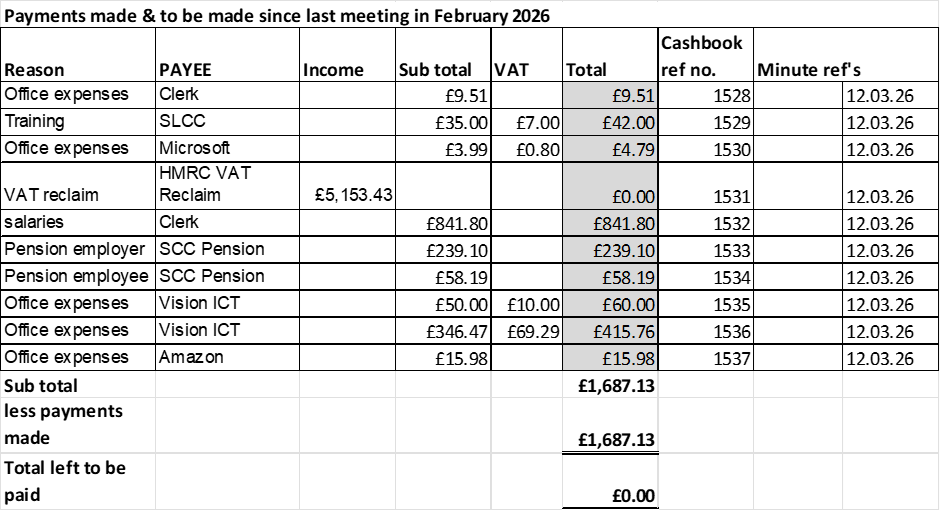 Payments made & to be made since last meeting in February 2026
Cashbook
Reason PAYEE Income Sub total VAT Total ref no. Minute ref's
Office expenses Clerk £9.51 £9.51 1528 12.03.26
Training SLCC £35.00 £7.00 £42.00 1529 12.03.26
Office expenses Microsoft £3.99 £0.80 £4.79 1530 12.03.26
HMRC VAT
VAT reclaim Reclaim £5,153.43 £0.00 1531 12.03.26
salaries Clerk £841.80 £841.80 1532 12.03.26
Pension employer SCC Pension £239.10 £239.10 1533 12.03.26
Pension employee SCC Pension £58.19 £58.19 1534 12.03.26
Office expenses Vision ICT £50.00 £10.00 £60.00 1535 12.03.26
Office expenses Vision ICT £346.47 £69.29 £415.76 1536 12.03.26
Office expenses Amazon £15.98 £15.98 1537 12.03.26
Sub total £1,687.13
less payments
made £1,687.13
Total left to be
paid £0.00